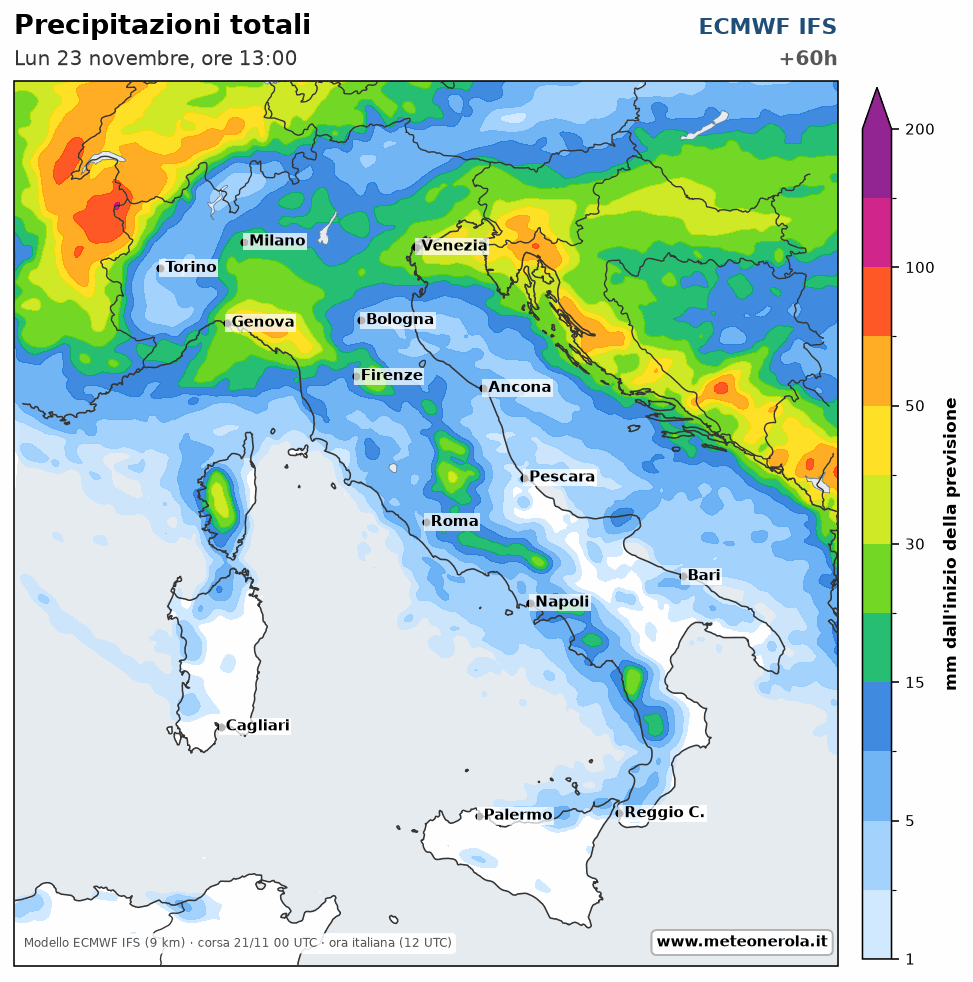 Precipitazioni totali
ECMWF IFS
Lun 23 novembre, ore 13:00
+60h
Milano
Venezia
Torino
Genova
Bologna
Firenze
Ancona
Pescara
Roma
Bari
Napoli
Cagliari
Palermo
Reggio C.
200
100
50
30
15
5
1
mm dall'inizio della previsione
Modello ECMWF IFS (9 km) · corsa 21/11 00 UTC · ora italiana (12 UTC)
www.meteonerola.it